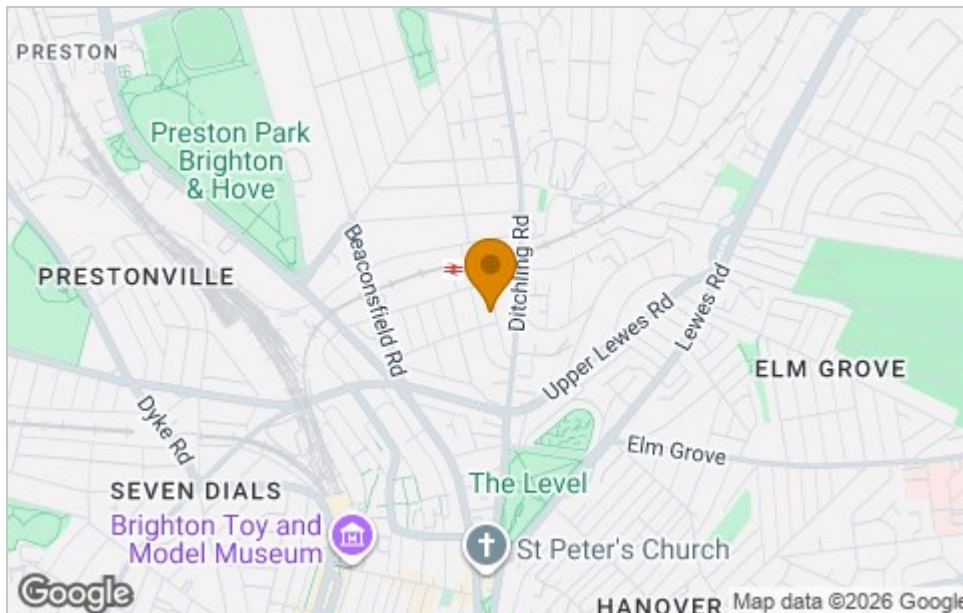 PRESTON
Preston Park
Brighton
& Hove
PRESTONVILLE
Beaconsfield Rd
Ditchling Rd
Upper Lewes Rd
Lewes Rd
ELM GROVE
Dyke Rd
Elm Grove
SEVEN DIALS
The Level
Brighton Toy and
Model Museum
St Peter's Church
HANOVER
Google
Map data ©2026 Google